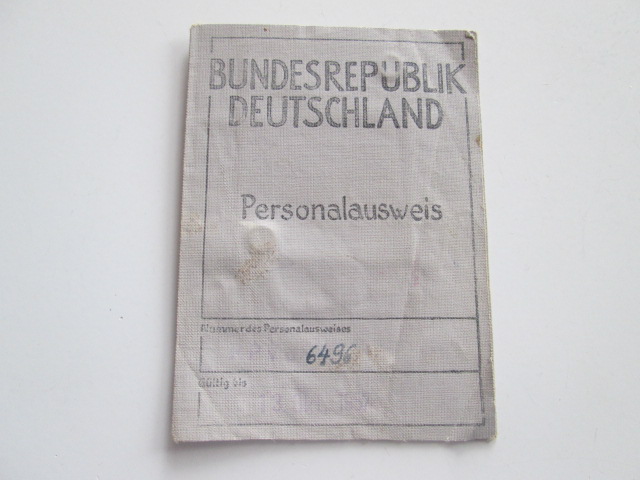 BUNDESREPUBLIK
DEUTSCHLAND
Personalausweis
Nummer des Personalausweises
6496
Gültig bis